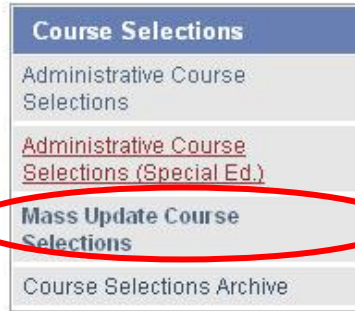 Course Selections
Administrative Course
Selections
Administrative Course
Selections (Special Ed.)
Mass Update Course
Selections
Course Selections Archive